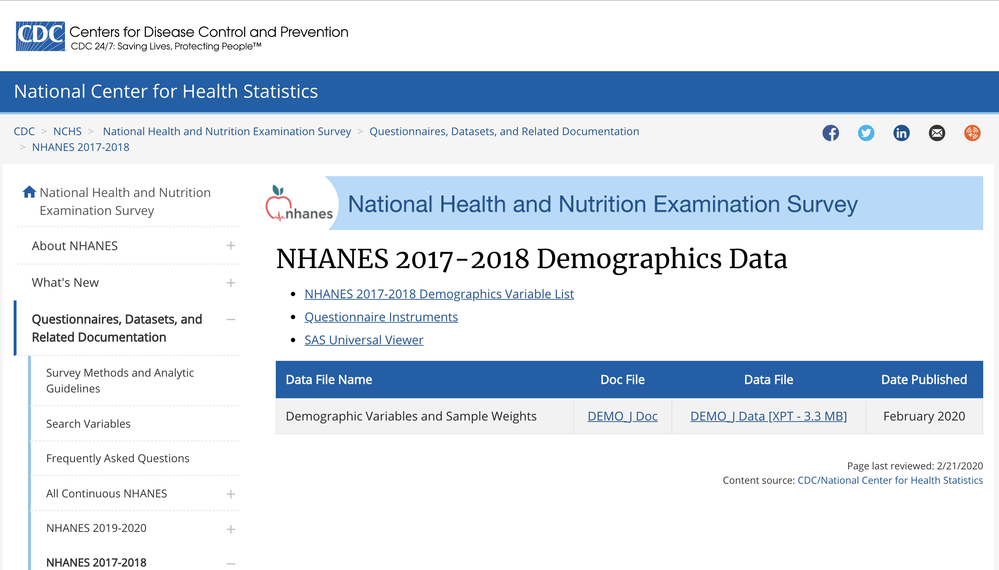 CDC Centers for Disease Control and Prevention
CDC 24/7: Saving Lives, Protecting People™
National Center for Health Statistics
CDC > NCHS > National Health and Nutrition Examination Survey > Questionnaires, Datasets, and Related Documentation
> NHANES 2017-2018
National Health and Nutrition
Examination Survey
About NHANES +
What's New +
Questionnaires, Datasets, and
Related Documentation
Survey Methods and Analytic
Guidelines
Search Variables
Frequently Asked Questions
All Continuous NHANES +
NHANES 2019-2020 +
NHANES 2017-2018 –
nhanes National Health and Nutrition Examination Survey
NHANES 2017-2018 Demographics Data
• NHANES 2017-2018 Demographics Variable List
• Questionnaire Instruments
• SAS Universal Viewer
Data File Name Doc File Data File Date Published
Demographic Variables and Sample Weights DEMO_J Doc DEMO_J Data [XPT - 3.3 MB] February 2020
Page last reviewed: 2/21/2020
Content source: CDC/National Center for Health Statistics